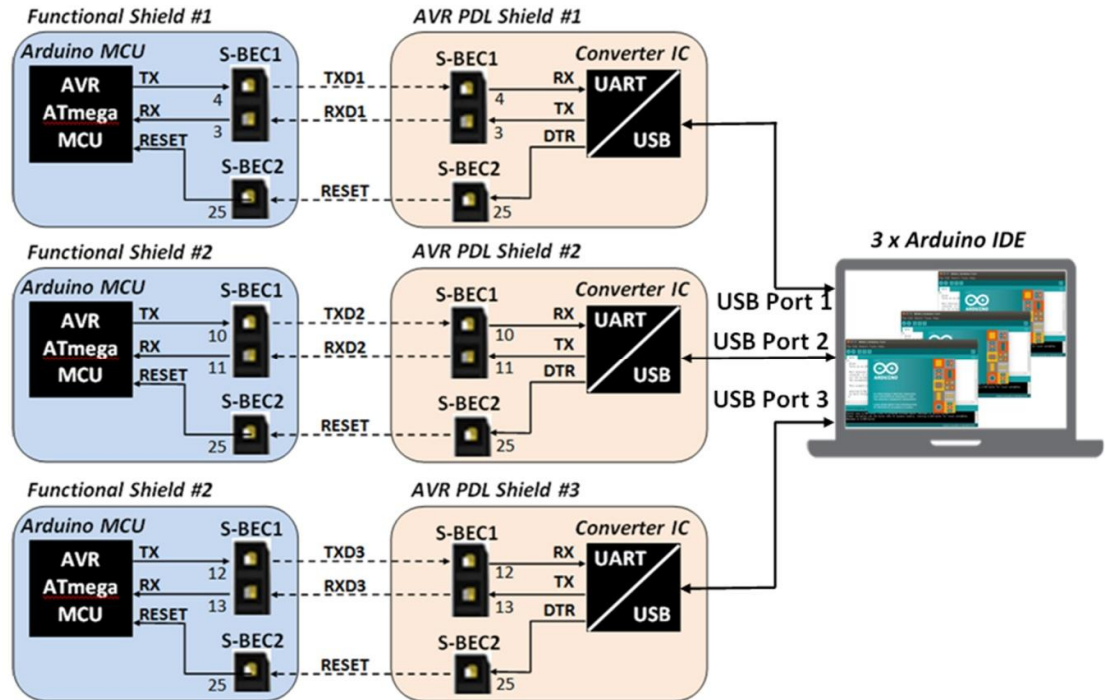 Functional Shield #1
AVR PDL Shield #1
Arduino MCU
S-BEC1
TXD1
S-BEC1
Converter IC
AVR
ATmega
MCU
TX
4
RX
3
RESET
RXD1
4
3
RX
TX
DTR
UART
USB
S-BEC2
25
RESET
S-BEC2
25
Functional Shield #2
AVR PDL Shield #2
Arduino MCU
S-BEC1
TXD2
S-BEC1
Converter IC
AVR
ATmega
MCU
TX
10
RX
11
RESET
RXD2
10
11
RX
TX
DTR
UART
USB
S-BEC2
25
RESET
S-BEC2
25
Functional Shield #2
AVR PDL Shield #3
Arduino MCU
S-BEC1
TXD3
S-BEC1
Converter IC
AVR
ATmega
MCU
TX
12
RX
13
RESET
RXD3
12
13
RX
TX
DTR
UART
USB
S-BEC2
25
RESET
S-BEC2
25
3 x Arduino IDE
USB Port 1
USB Port 2
USB Port 3
ARDUINO
ARDUINO